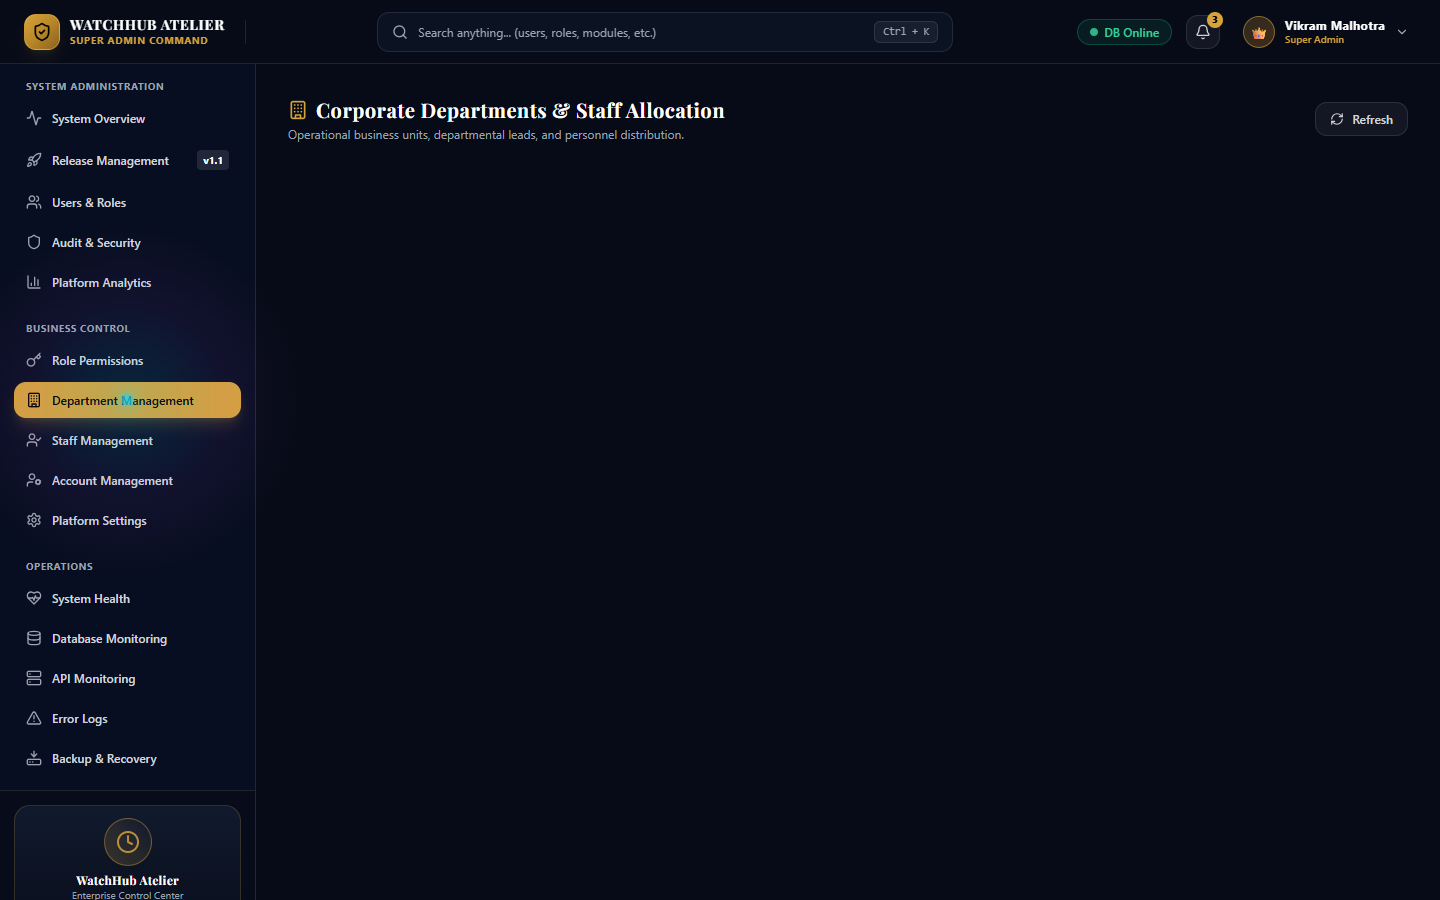 WATCHHUB ATELIER
SUPER ADMIN COMMAND
Search anything... (users, roles, modules, etc.)
Ctrl + K
DB Online
3
Vikram Malhotra
Super Admin
SYSTEM ADMINISTRATION
System Overview
Release Management
v1.1
Users & Roles
Audit & Security
Platform Analytics
BUSINESS CONTROL
Role Permissions
Department Management
Staff Management
Account Management
Platform Settings
OPERATIONS
System Health
Database Monitoring
API Monitoring
Error Logs
Backup & Recovery
WatchHub Atelier
Enterprise Control Center
Corporate Departments & Staff Allocation
Operational business units, departmental leads, and personnel distribution.
Refresh